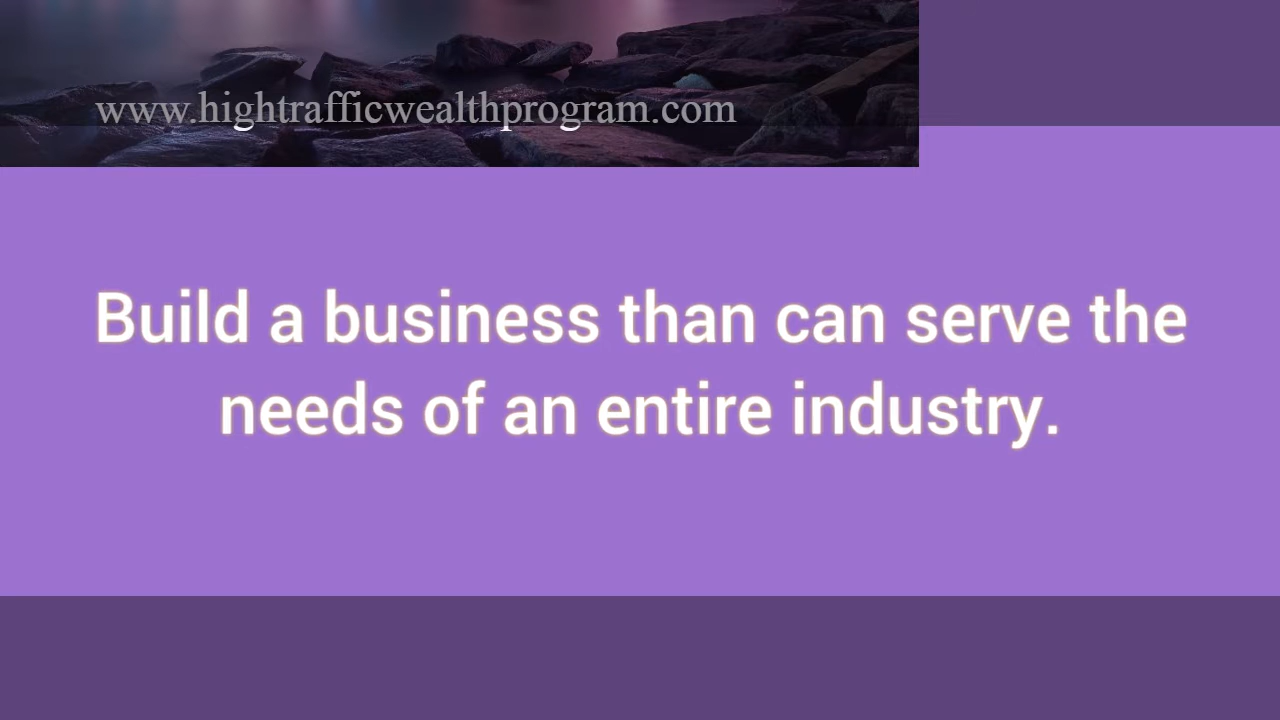 www.hightrafficwealthprogram.com
Build a business than can serve the
needs of an entire industry.